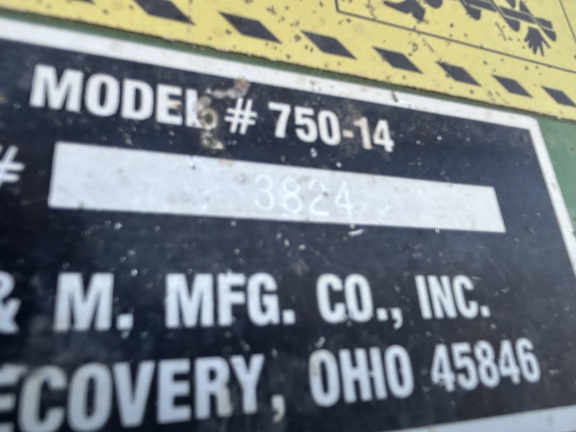 MODEL # 750-14
# 3824
& M. MFG. CO., INC.
ECOVERY, OHIO 45846